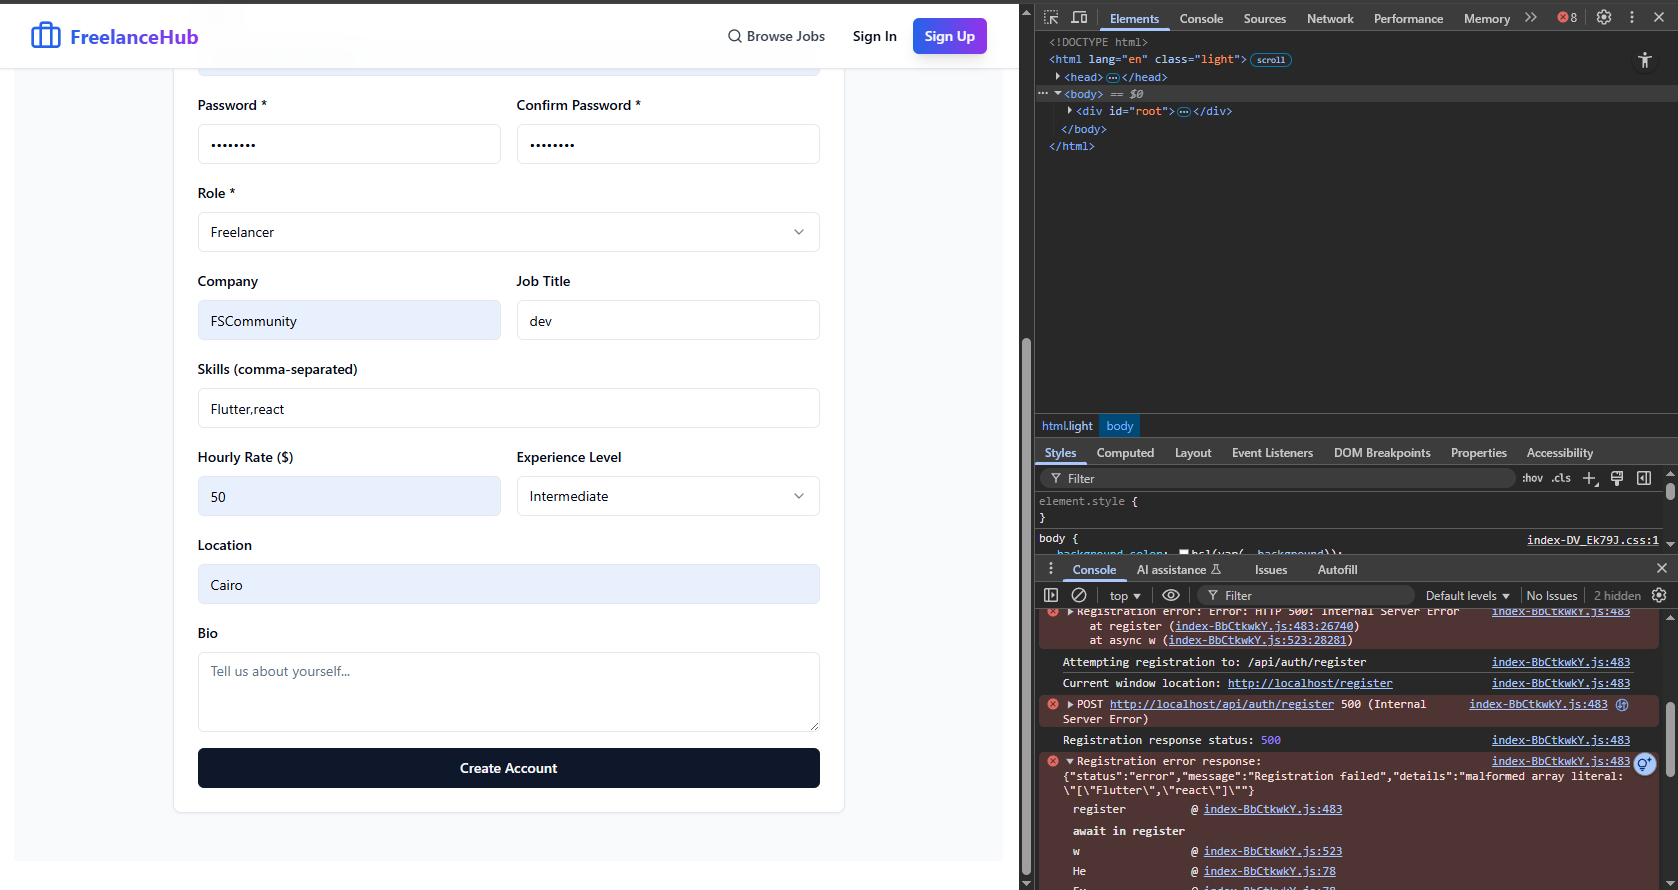 FreelanceHub
Browse Jobs
Sign In
Sign Up
Password *
Confirm Password *
••••••••
••••••••
Role *
Freelancer
Company
Job Title
FSCommunity
dev
Skills (comma-separated)
Flutter,react
Hourly Rate ($)
Experience Level
50
Intermediate
Location
Cairo
Bio
Tell us about yourself...
Create Account
Elements Console Sources Network Performance Memory 8
<!DOCTYPE html>
<html lang="en" class="light"> scroll
<head> ··· </head>
··· <body> == $0
<div id="root"> ··· </div>
</body>
</html>
html.light body
Styles Computed Layout Event Listeners DOM Breakpoints Properties Accessibility
Filter :hov .cls
element.style {
}
body { index-DV_Ek79J.css:1
background-color: hsl(var(--background));
Console AI assistance Issues Autofill
top Filter Default levels No Issues 2 hidden
Registration error: Error: HTTP 500: Internal Server Error index-BbCtkwkY.js:483
at register (index-BbCtkwkY.js:483:26740)
at async w (index-BbCtkwkY.js:523:28281)
Attempting registration to: /api/auth/register index-BbCtkwkY.js:483
Current window location: http://localhost/register index-BbCtkwkY.js:483
POST http://localhost/api/auth/register 500 (Internal index-BbCtkwkY.js:483
Server Error)
Registration response status: 500 index-BbCtkwkY.js:483
Registration error response: index-BbCtkwkY.js:483
{"status":"error","message":"Registration failed","details":"malformed array literal:
\"[\"Flutter\",\"react\"]\""}
register @ index-BbCtkwkY.js:483
await in register
w @ index-BbCtkwkY.js:523
He @ index-BbCtkwkY.js:78